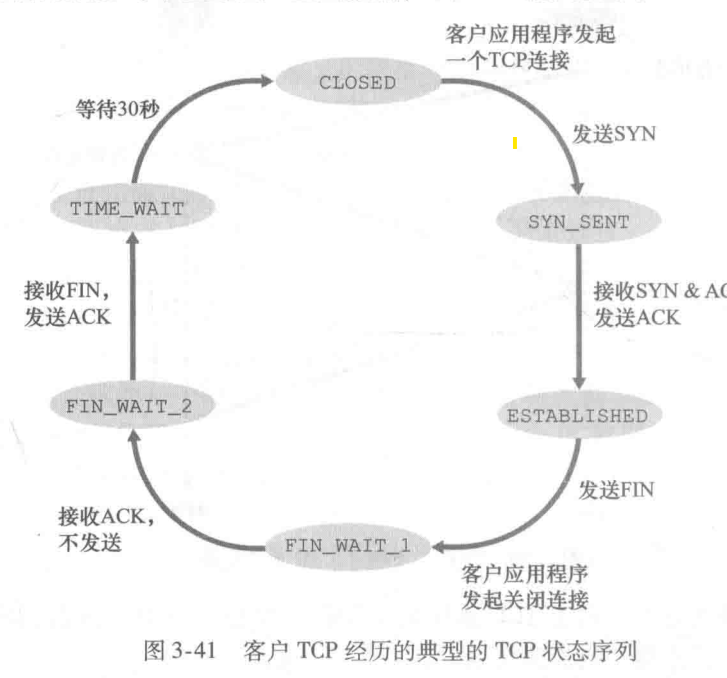 客户应用程序发起
一个TCP连接
CLOSED
等待30秒
发送SYN
TIME_WAIT
SYN_SENT
接收FIN，
发送ACK
接收SYN & AC
发送ACK
FIN_WAIT_2
ESTABLISHED
发送FIN
接收ACK，
不发送
FIN_WAIT_1
客户应用程序
发起关闭连接
图 3-41 客户 TCP 经历的典型的 TCP 状态序列